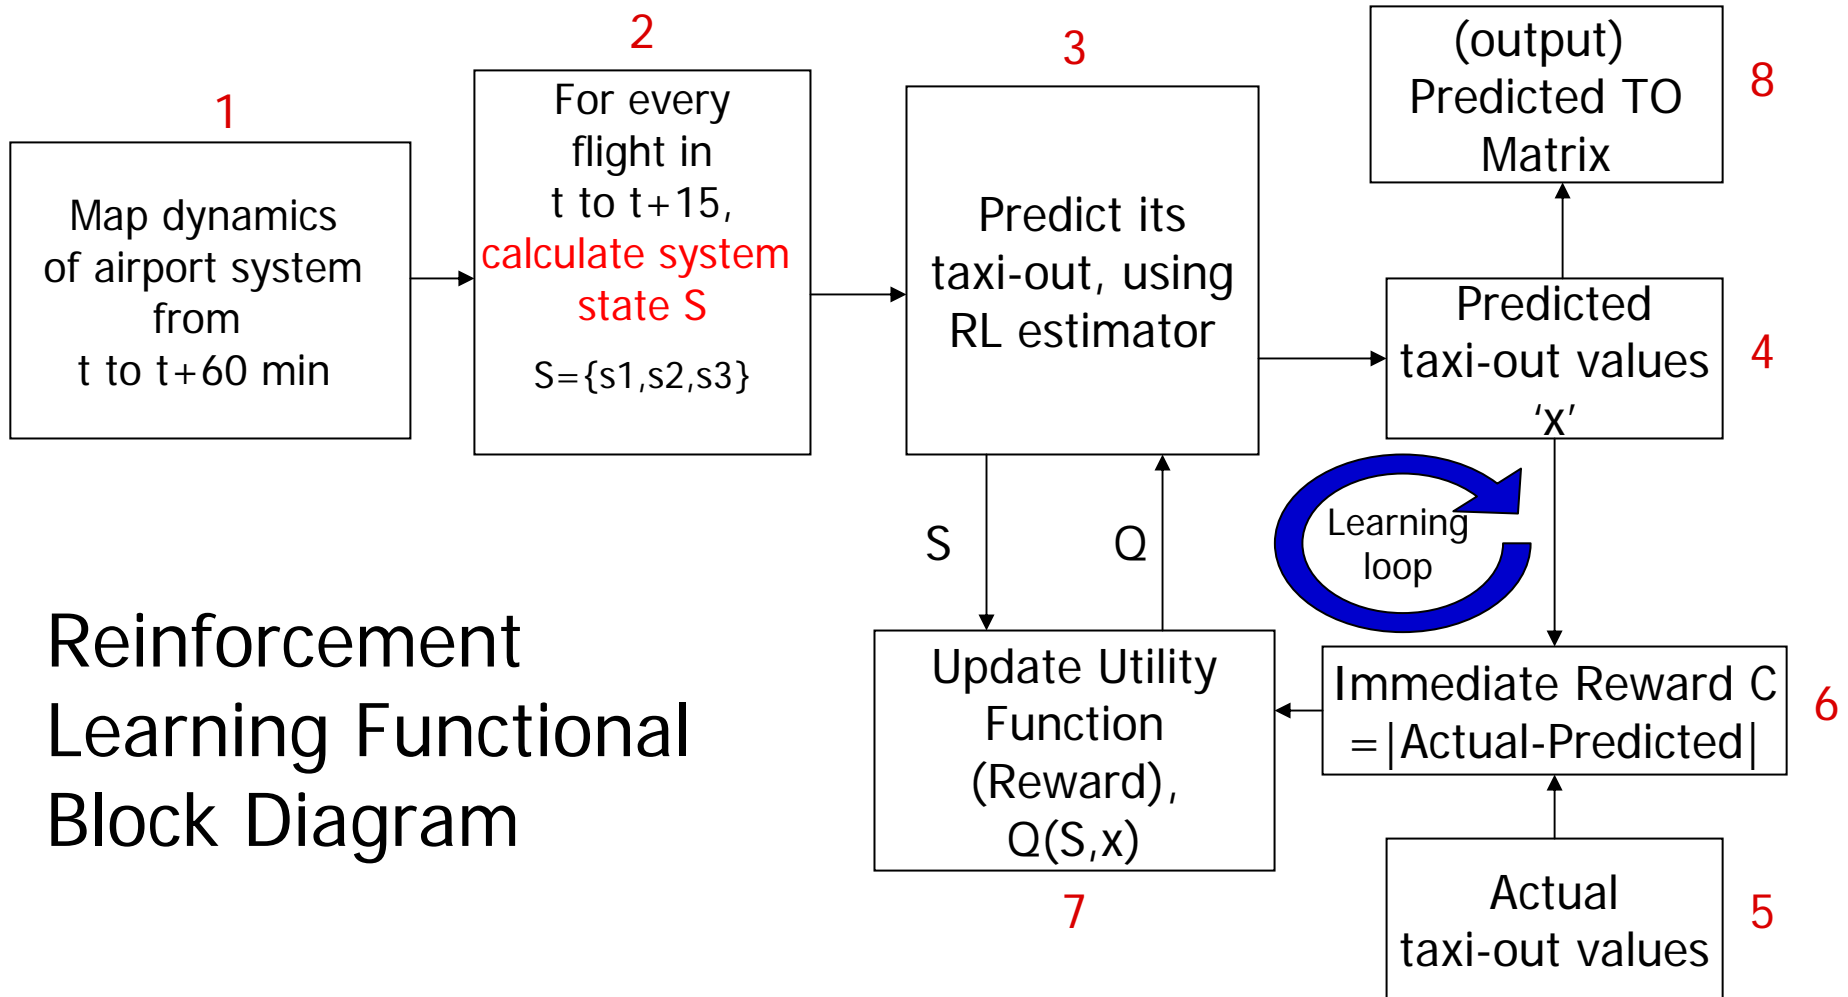 1
Map dynamics
of airport system
from
t to t+60 min
2
For every
flight in
t to t+15,
calculate system
state S
S={s1,s2,s3}
3
Predict its
taxi-out, using
RL estimator
(output)
Predicted TO
Matrix
8
Predicted
taxi-out values
‘x’
4
S
Q
Learning
loop
Update Utility
Function
(Reward),
Q(S,x)
7
Immediate Reward C
=|Actual-Predicted|
6
Actual
taxi-out values
5
Reinforcement
Learning Functional
Block Diagram